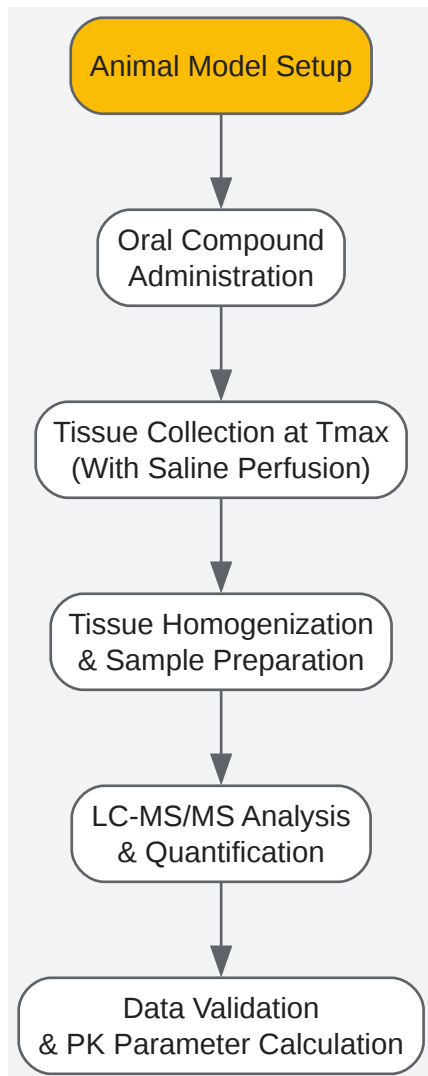 Animal Model Setup
Oral Compound
Administration
Tissue Collection at Tmax
(With Saline Perfusion)
Tissue Homogenization
& Sample Preparation
LC-MS/MS Analysis
& Quantification
Data Validation
& PK Parameter Calculation